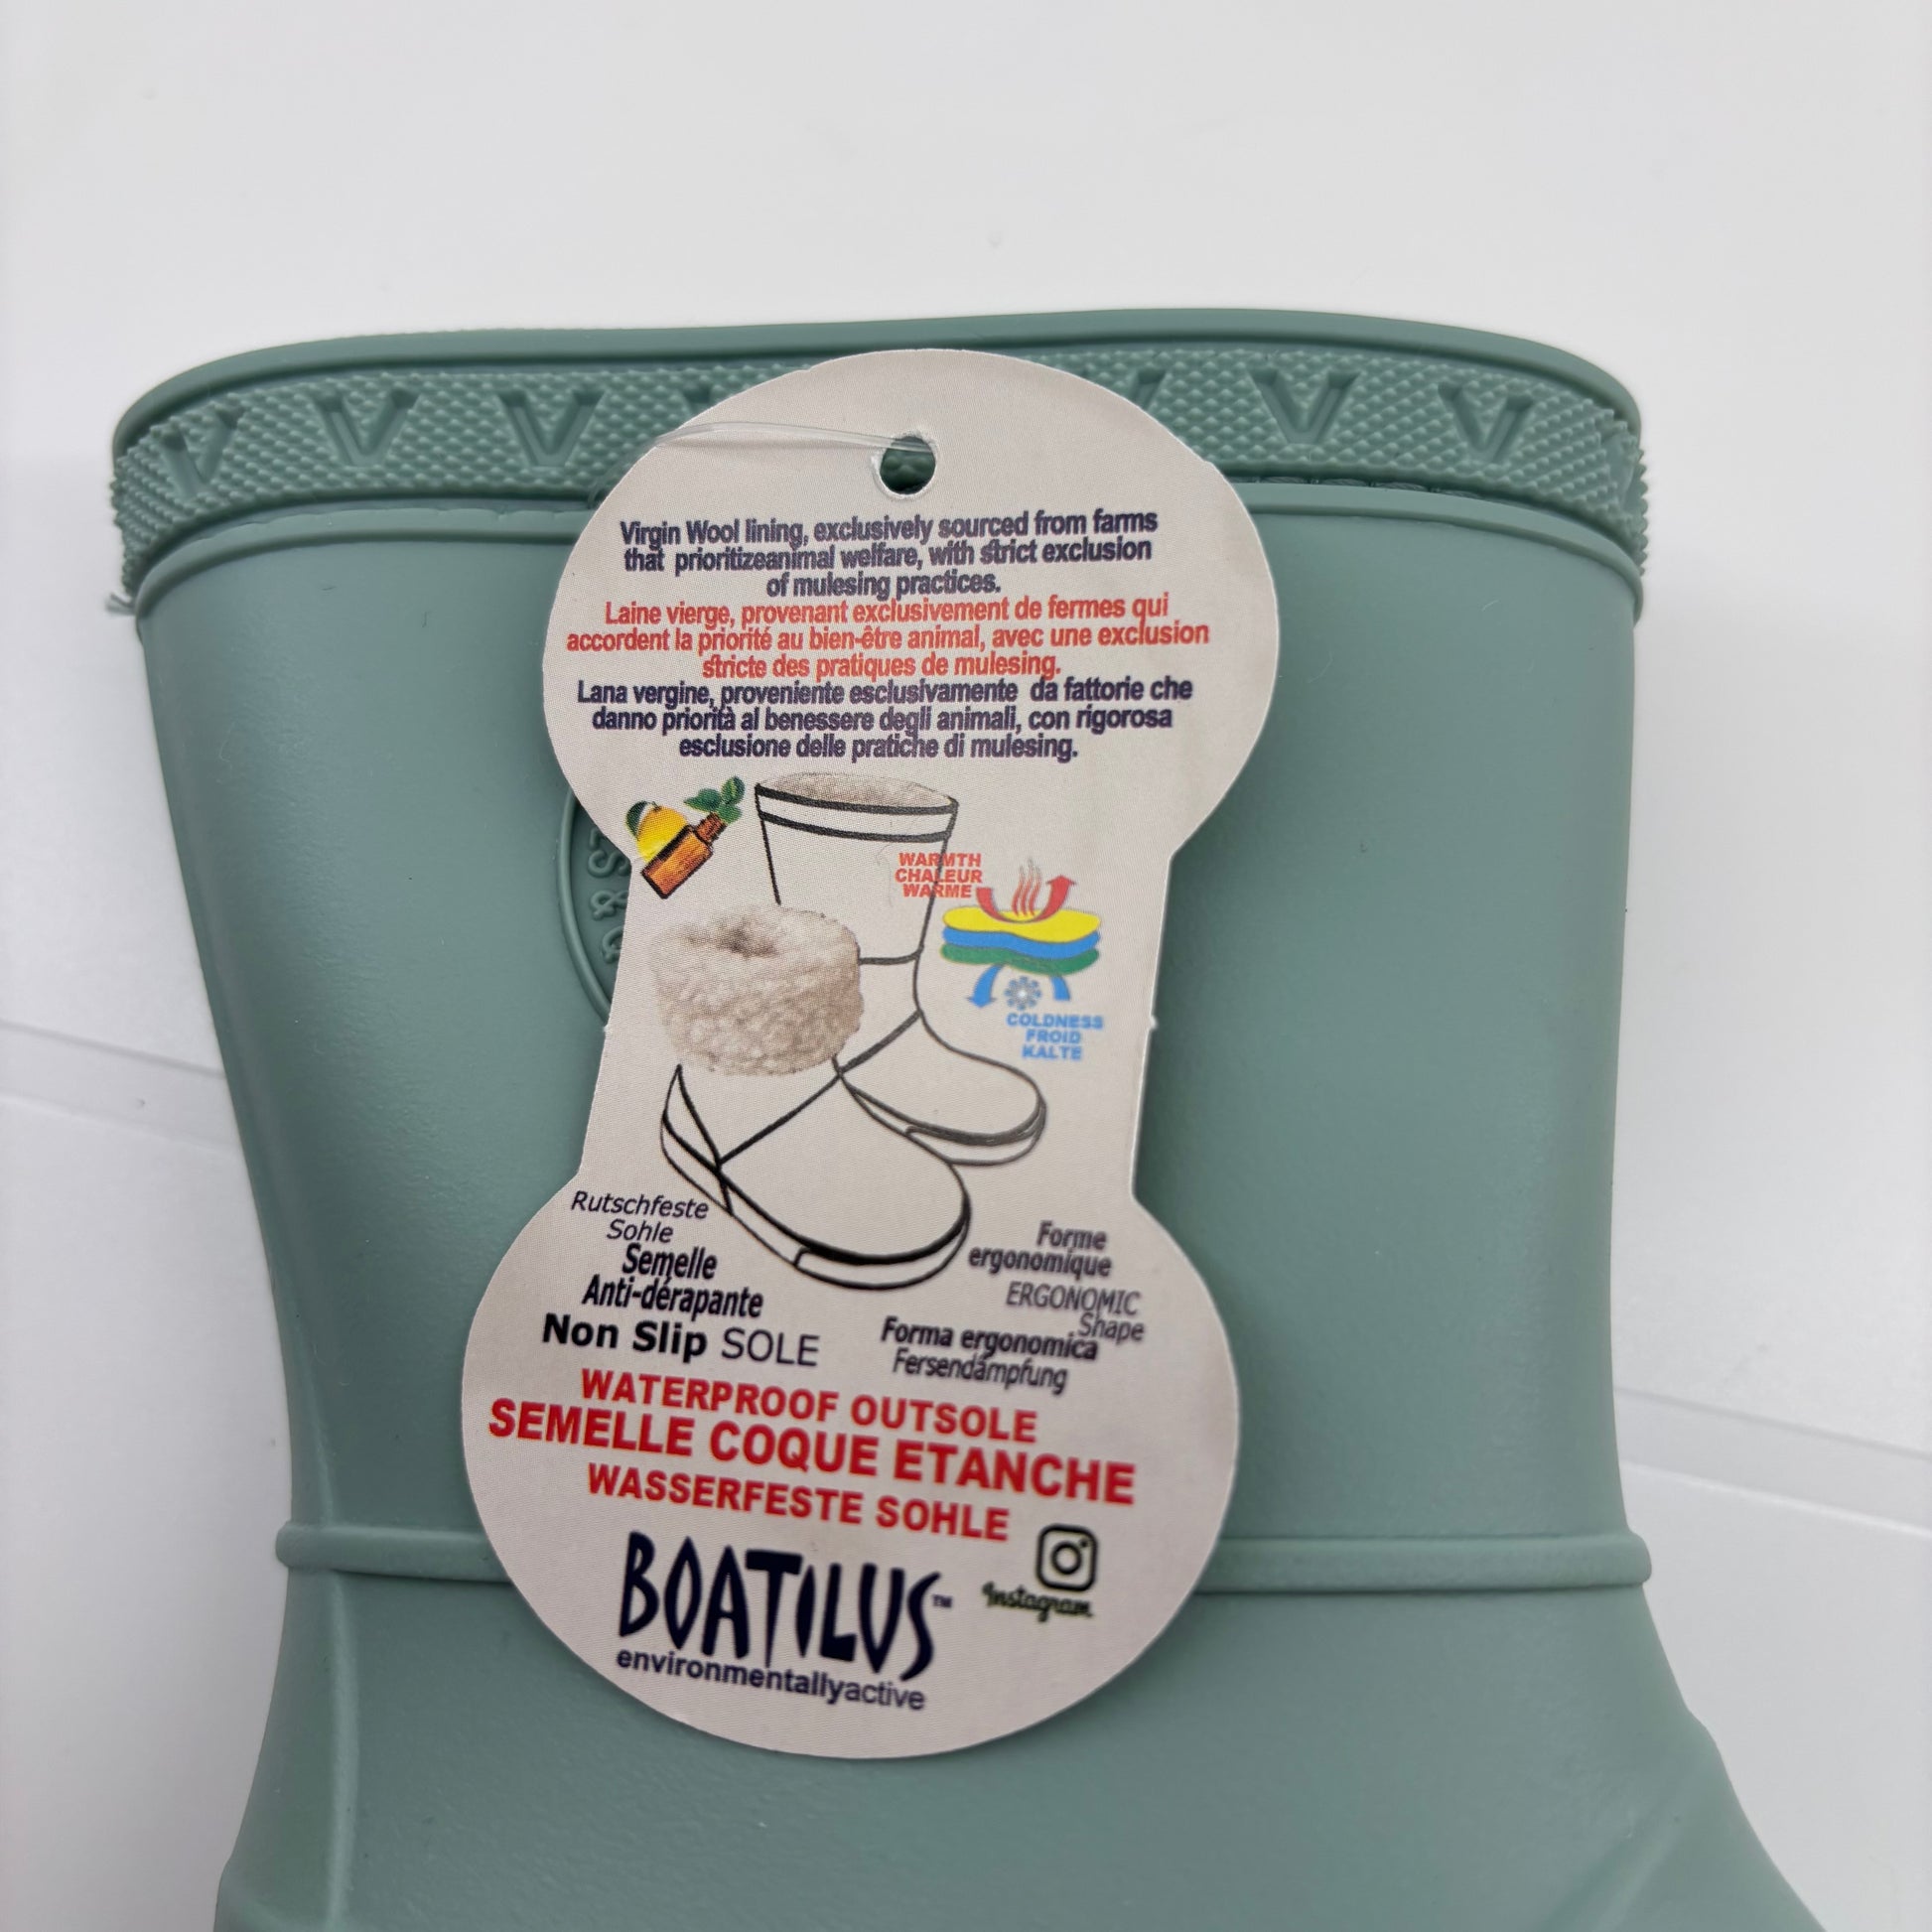 Virgin Wool lining, exclusively sourced from farms
that prioritizeanimal welfare, with strict exclusion
of mulesing practices.
Laine vierge, provenant exclusivement de fermes qui
accordent la priorité au bien-être animal, avec une exclusion
stricte des pratiques de mulesing.
Lana vergine, proveniente esclusivamente da fattorie che
danno priorità al benessere degli animali, con rigorosa
esclusione delle pratiche di mulesing.
WARMTH
CHALEUR
WARME
COLDNESS
FROID
KALTE
Rutschfeste
Sohle
Semelle
Anti-dérapante
Non Slip SOLE
Forme
ergonomique
ERGONOMIC
Shape
Forma ergonomica
Fersendämpfung
WATERPROOF OUTSOLE
SEMELLE COQUE ETANCHE
WASSERFESTE SOHLE
BOATILUS™
environmentallyactive
Instagram